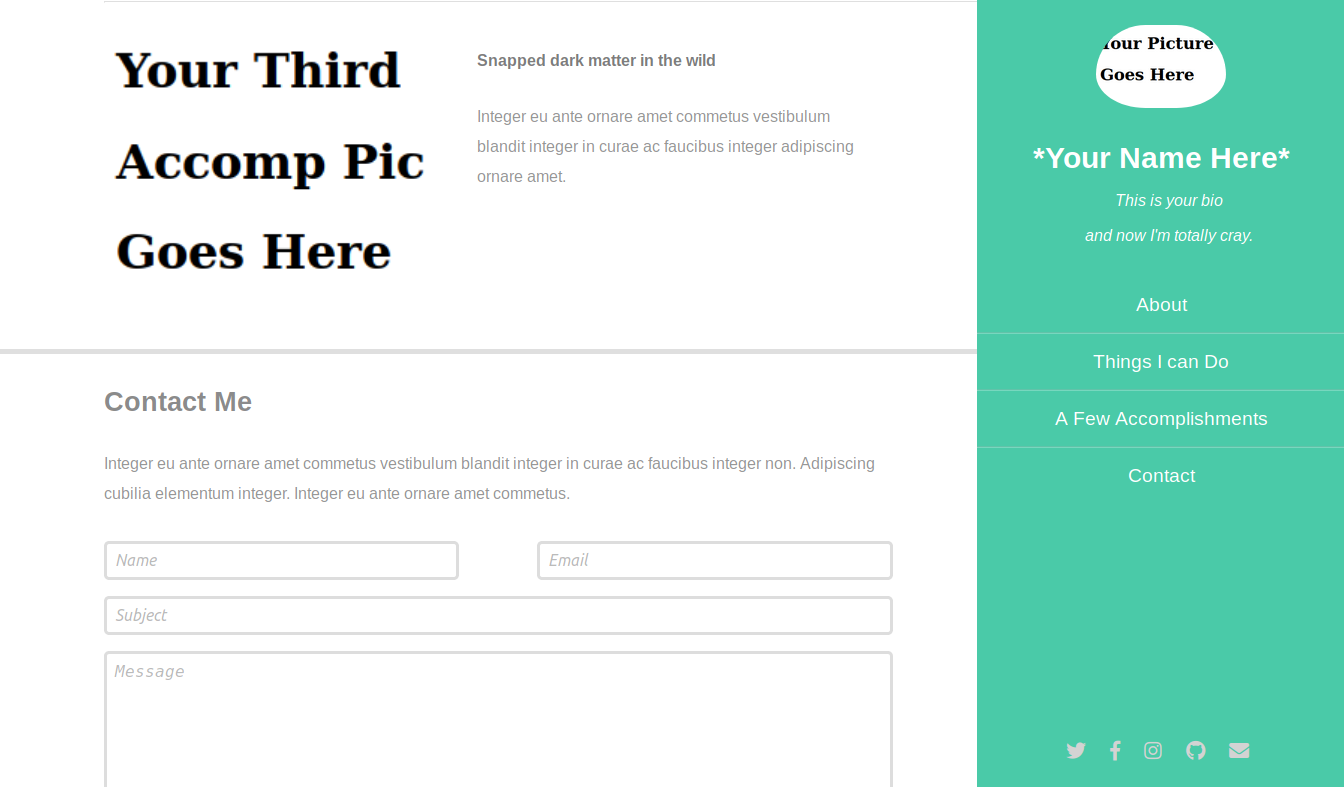 Your Third
Accomp Pic
Goes Here
Snapped dark matter in the wild
Integer eu ante ornare amet commetus vestibulum
blandit integer in curae ac faucibus integer adipiscing
ornare amet.
Contact Me
Integer eu ante ornare amet commetus vestibulum blandit integer in curae ac faucibus integer non. Adipiscing
cubilia elementum integer. Integer eu ante ornare amet commetus.
Name
Email
Subject
Message
Your Picture
Goes Here
*Your Name Here*
This is your bio
and now I'm totally cray.
About
Things I can Do
A Few Accomplishments
Contact